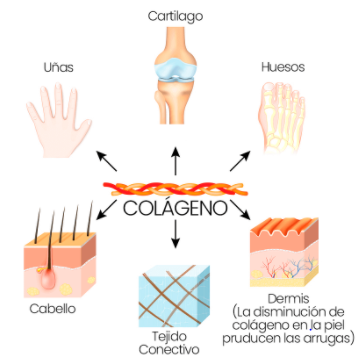 Cartilago
Uñas
Huesos
COLÁGENO
Cabello
Tejido
Conectivo
Dermis
(La disminución de
colágeno en la piel
pruducen las arrugas)